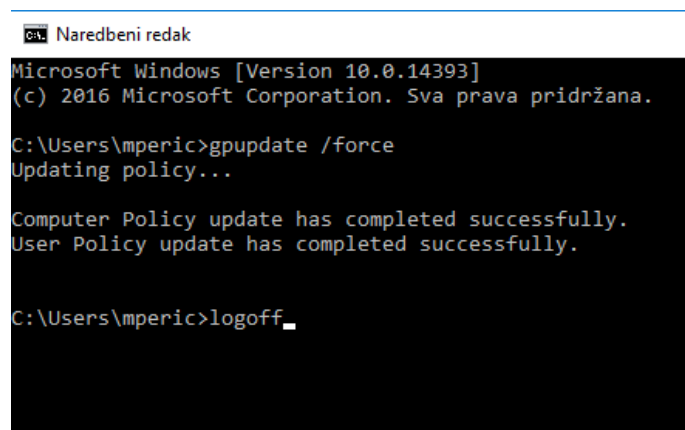 Naredbeni redak
Microsoft Windows [Version 10.0.14393]
(c) 2016 Microsoft Corporation. Sva prava pridržana.
C:\Users\mperic>gpupdate /force
Updating policy...
Computer Policy update has completed successfully.
User Policy update has completed successfully.
C:\Users\mperic>logoff